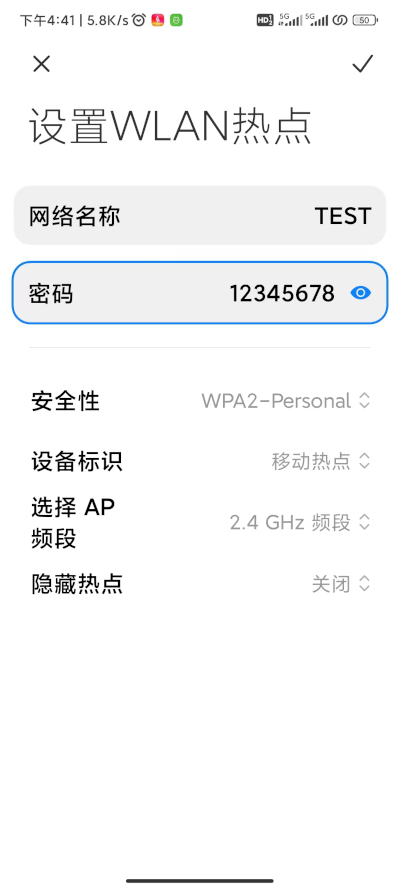 下午4:41 | 5.8K/s
HD 5G 5G 50
设置WLAN热点
网络名称 TEST
密码 12345678
安全性 WPA2-Personal
设备标识 移动热点
选择 AP
频段 2.4 GHz 频段
隐藏热点 关闭